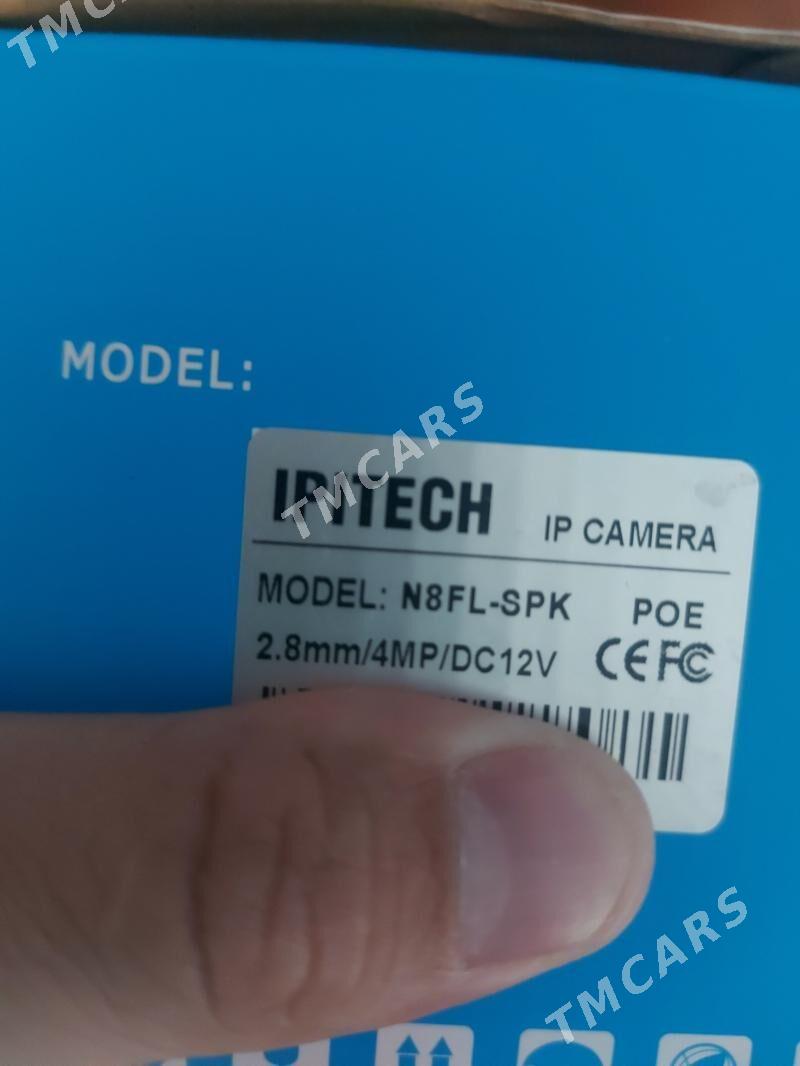 TMCARS
MODEL:
TMCARS
IPITECH IP CAMERA
MODEL: N8FL-SPK POE
2.8mm/4MP/DC12V CE FC
TMCARS